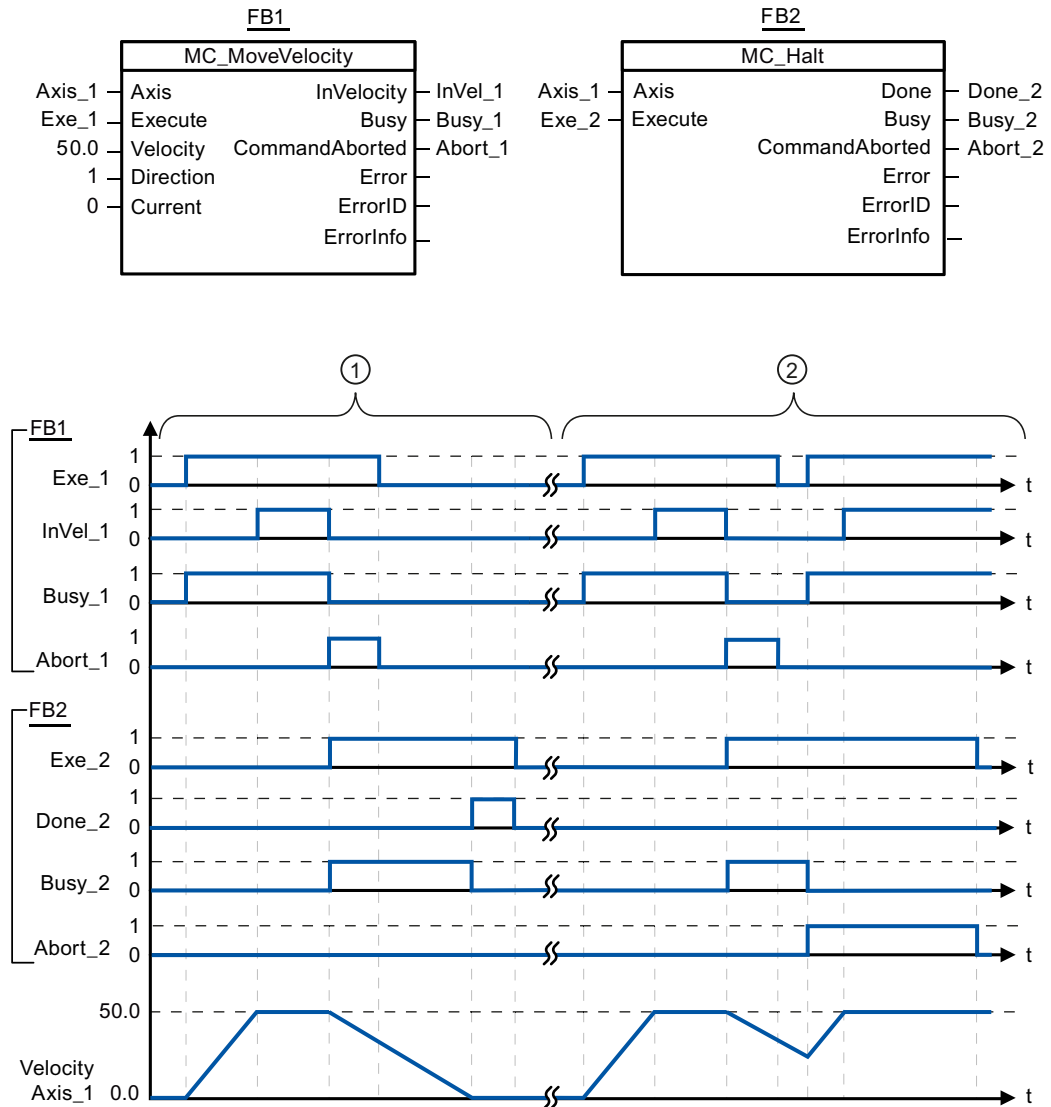 FB1 FB2
MC_MoveVelocity MC_Halt
Axis_1 Axis InVelocity InVel_1 Axis_1 Axis Done Done_2
Exe_1 Execute Busy Busy_1 Exe_2 Execute Busy Busy_2
50.0 Velocity CommandAborted Abort_1 CommandAborted Abort_2
1 Direction Error Error
0 Current ErrorID ErrorID
ErrorInfo ErrorInfo
1 2
FB1
1
Exe_1 0 t
1
InVel_1 0 t
1
Busy_1 0 t
1
Abort_1 0 t
FB2
1
Exe_2 0 t
1
Done_2 0 t
1
Busy_2 0 t
1
Abort_2 0 t
50.0
Velocity
Axis_1 0.0 t